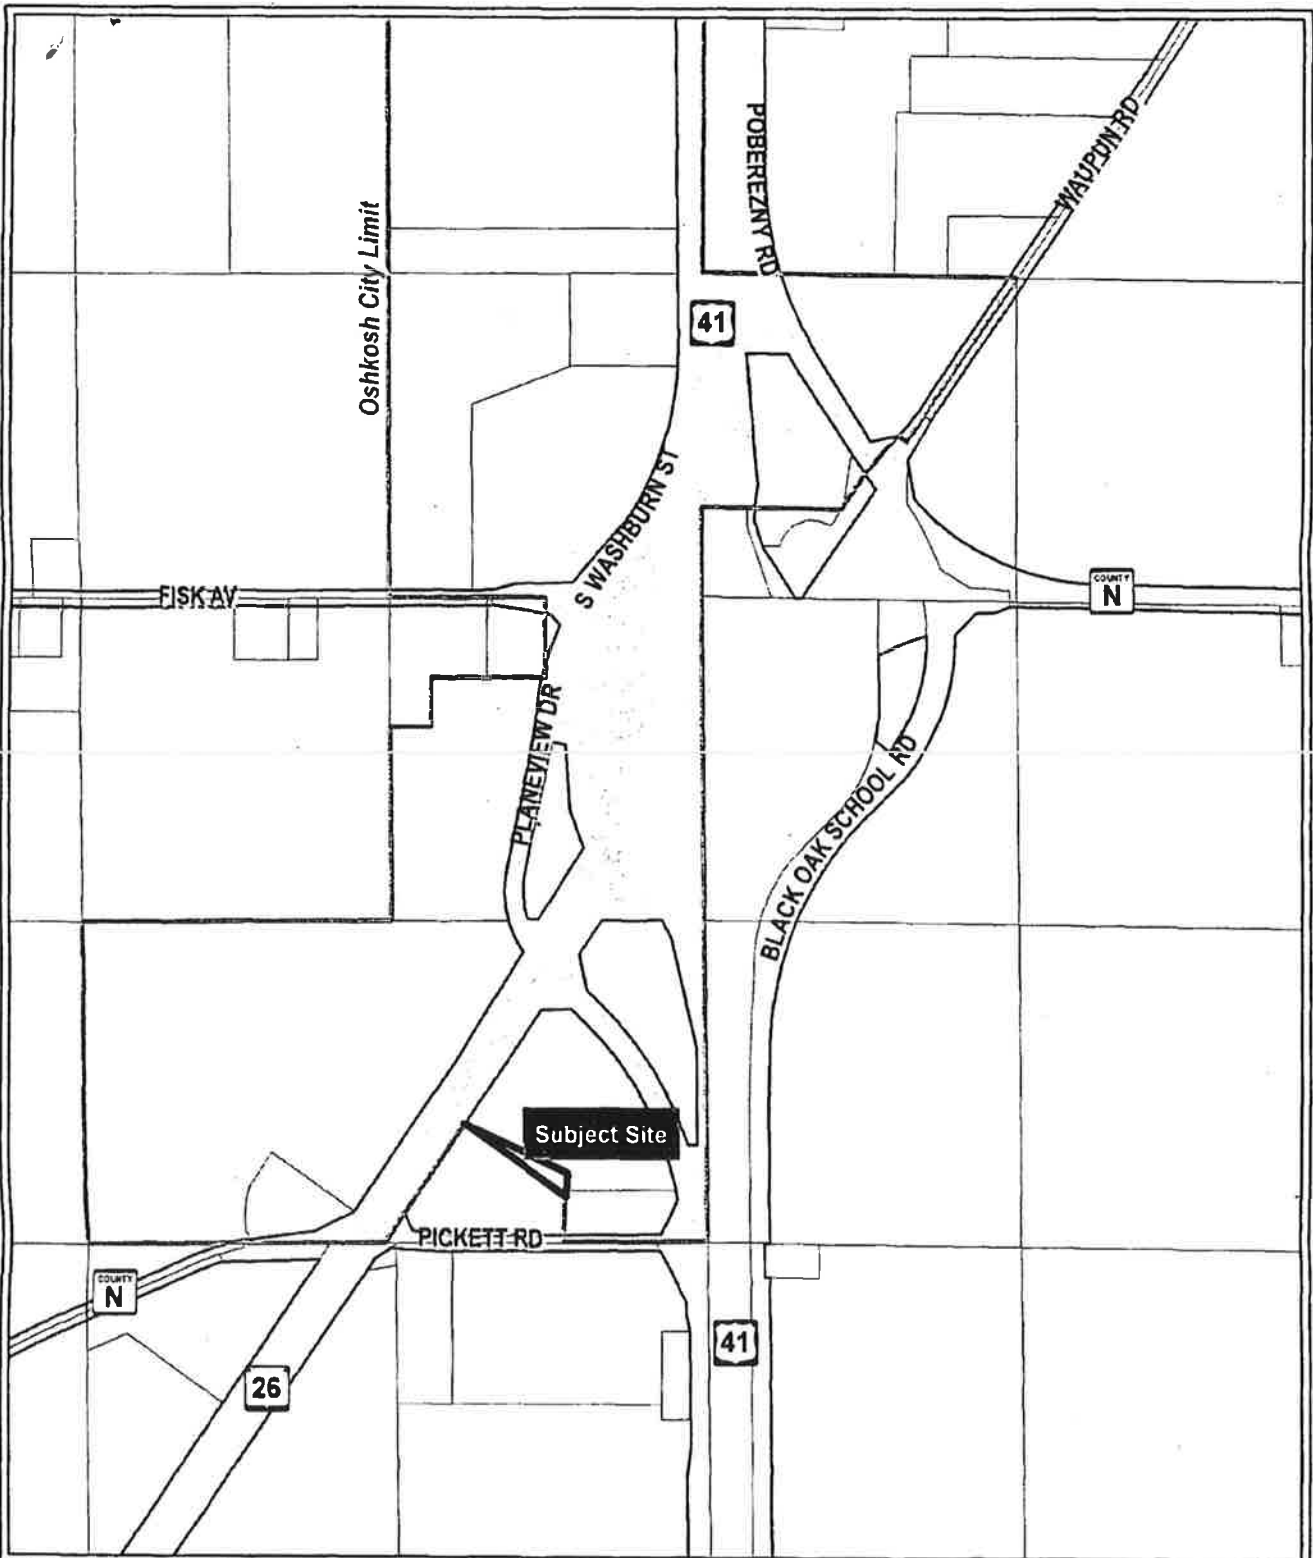 POBEREZNY RD
WAUPUN RD
Oshkosh City Limit
41
S WASHBURN ST
FISK AV
COUNTY
N
PLANEVIEW DR
BLACK OAK SCHOOL RD
Subject Site
PICKETT RD
COUNTY
N
41
26